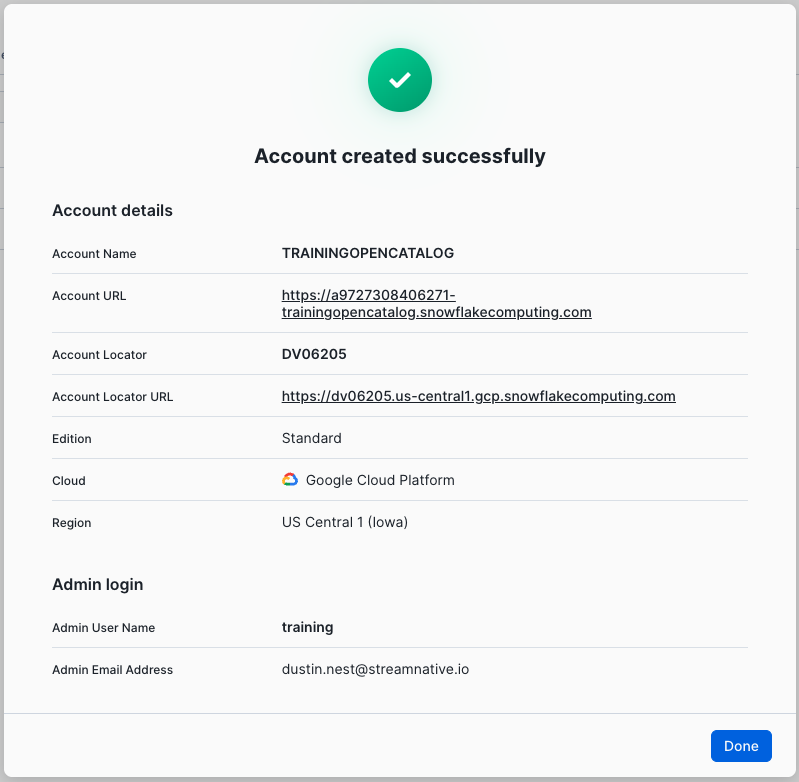 Account created successfully
Account details
Account Name TRAININGOPENCATALOG
Account URL https://a9727308406271-
trainingopencatalog.snowflakecomputing.com
Account Locator DV06205
Account Locator URL https://dv06205.us-central1.gcp.snowflakecomputing.com
Edition Standard
Cloud Google Cloud Platform
Region US Central 1 (Iowa)
Admin login
Admin User Name training
Admin Email Address dustin.nest@streamnative.io
Done